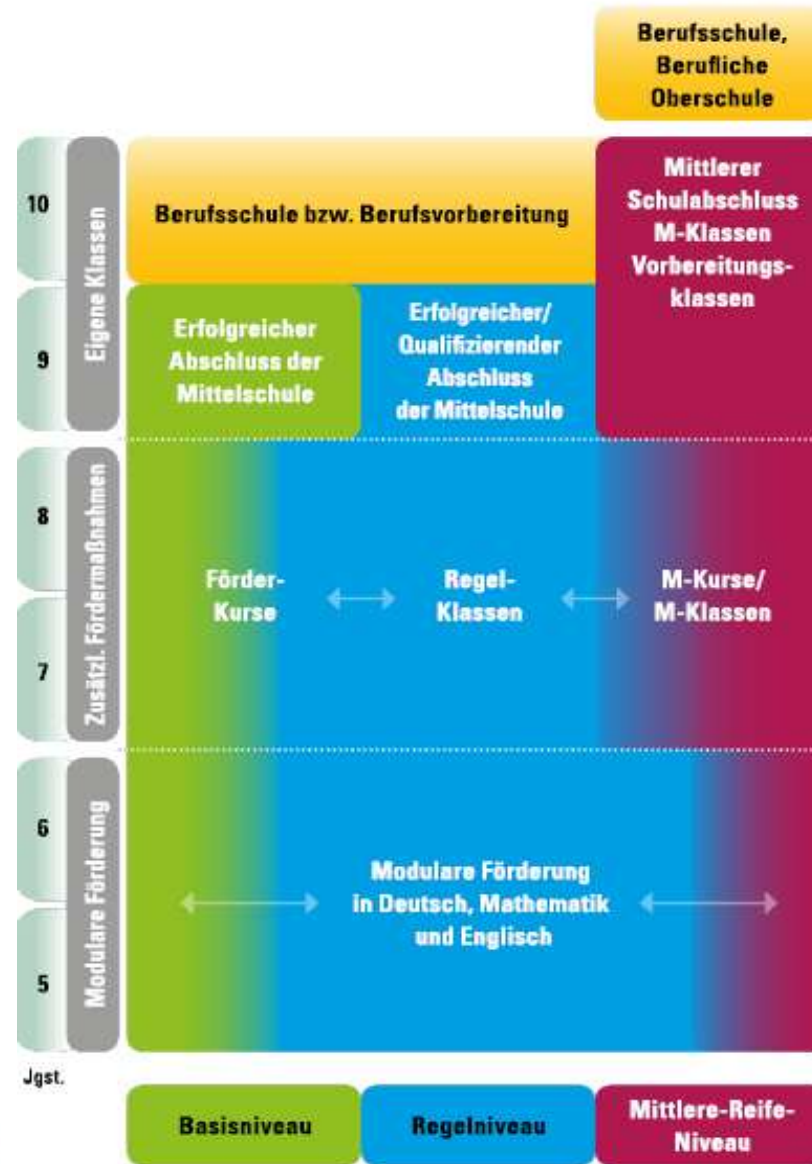 Berufsschule,
Berufliche
Oberschule
10
Eigene Klassen
Berufsschule bzw. Berufsvorbereitung
Mittlerer
Schulabschluss
M-Klassen
Vorbereitungs-
klassen
9
Erfolgreicher
Abschluss der
Mittelschule
Erfolgreicher/
Qualifizierender
Abschluss
der Mittelschule
8
Zusätzl. Fördermaßnahmen
Förder-
Kurse
Regel-
Klassen
M-Kurse/
M-Klassen
7
6
Modulare Förderung
Modulare Förderung
in Deutsch, Mathematik
und Englisch
5
Jgst.
Basisniveau
Regelniveau
Mittlere-Reife-
Niveau